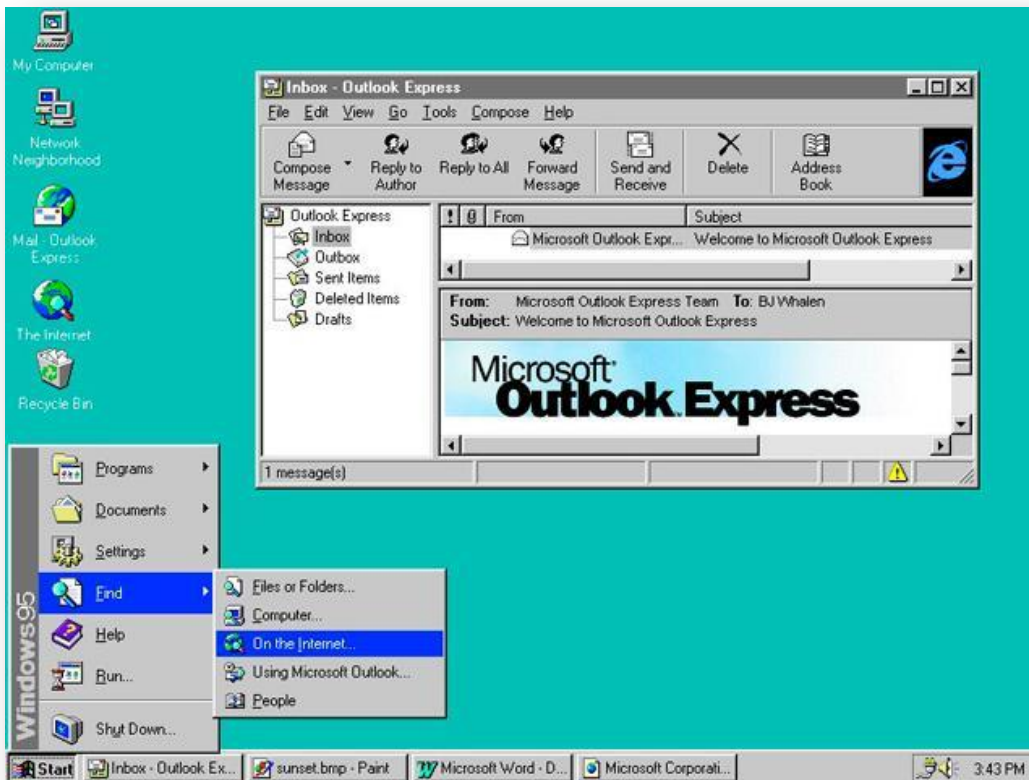 My Computer
Network
Neighborhood
Mail - Outlook
Express
The Internet
Recycle Bin
Inbox - Outlook Express
File Edit View Go Tools Compose Help
Compose
Message
Reply to
Author
Reply to All
Forward
Message
Send and
Receive
Delete
Address
Book
Outlook Express
Inbox
Outbox
Sent Items
Deleted Items
Drafts
! From Subject
Microsoft Outlook Expr... Welcome to Microsoft Outlook Express
From: Microsoft Outlook Express Team To: BJ Whalen
Subject: Welcome to Microsoft Outlook Express
Microsoft
Outlook Express
1 message(s)
Windows95
Programs
Documents
Settings
Find
Help
Run...
Shut Down...
Files or Folders...
Computer...
On the Internet...
Using Microsoft Outlook...
People
Start Inbox - Outlook Ex... sunset.bmp - Paint Microsoft Word - D... Microsoft Corporati... 3:43 PM